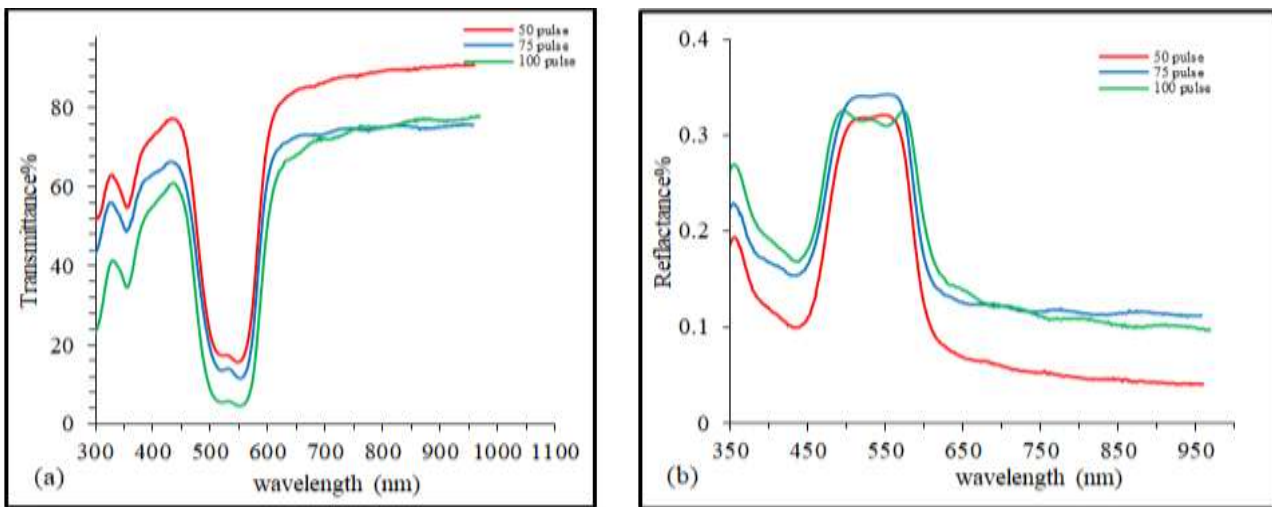 50 pulse
75 pulse
100 pulse
Transmittance%
80
60
40
20
0
300 400 500 600 700 800 900 1000 1100
(a)
wavelength (nm)
0.4
50 pulse
75 pulse
100 pulse
Reflactance%
0.3
0.2
0.1
0
350 450 550 650 750 850 950
(b)
wavelength (nm)